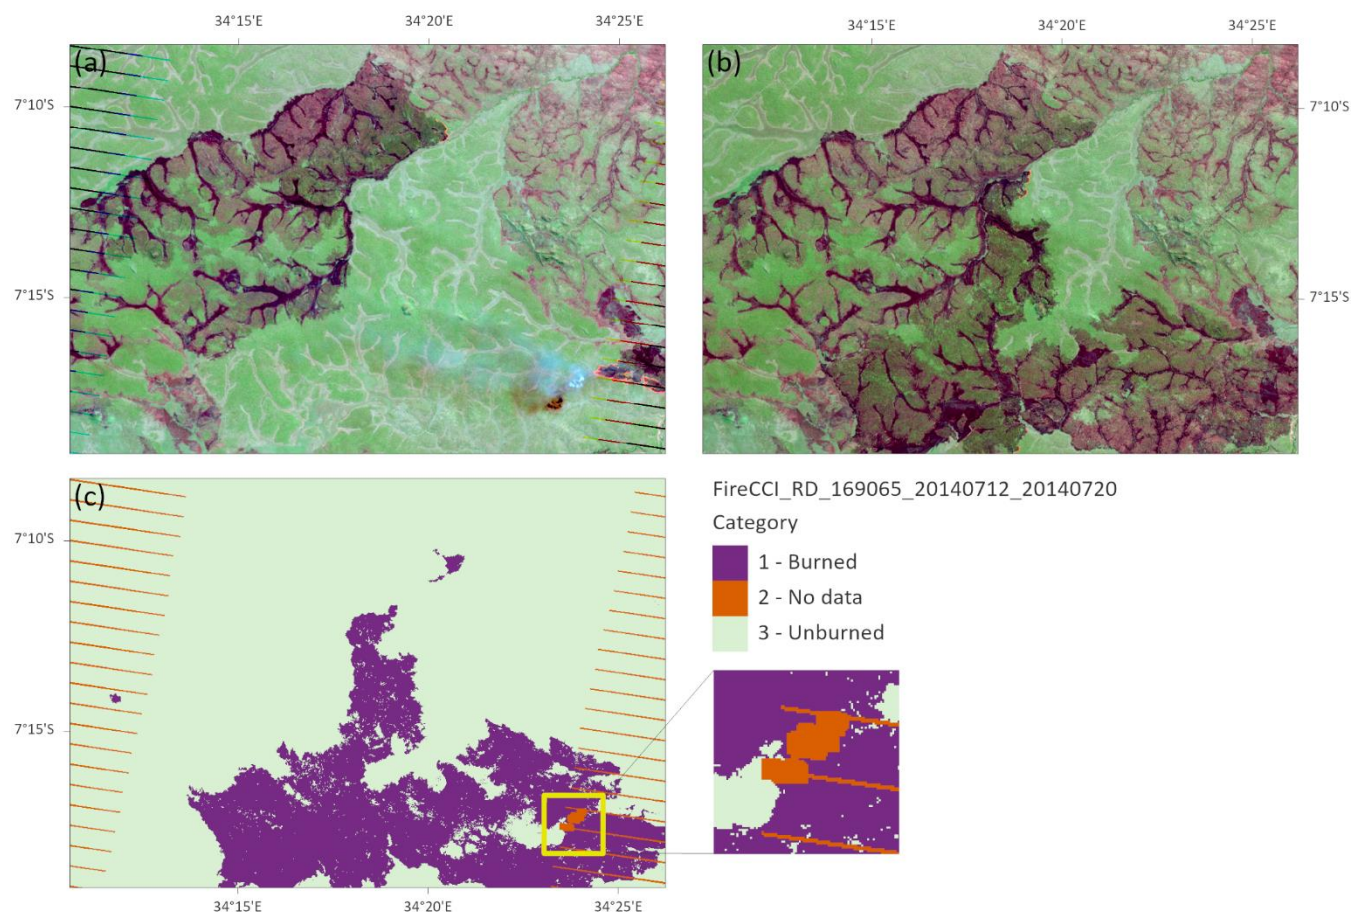 34°15'E 34°20'E 34°25'E 34°15'E 34°20'E 34°25'E
(a) (b)
7°10'S 7°10'S
7°15'S 7°15'S
(c)
FireCCI_RD_169065_20140712_20140720
Category
7°10'S
1 - Burned
2 - No data
3 - Unburned
7°15'S
34°15'E 34°20'E 34°25'E